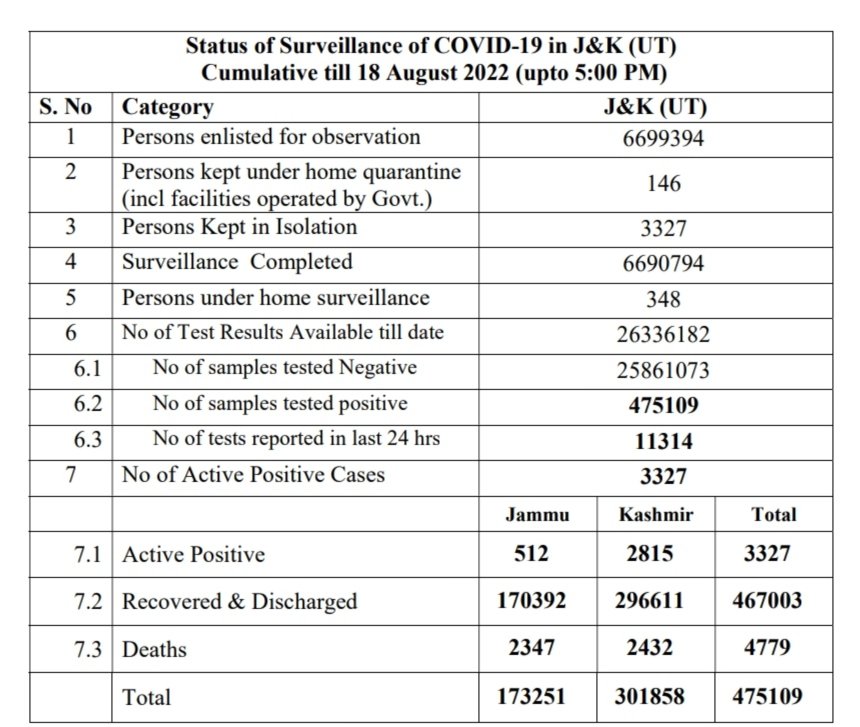 Status of Surveillance of COVID-19 in J&K (UT)
Cumulative till 18 August 2022 (upto 5:00 PM)
S. No Category J&K (UT)
1 Persons enlisted for observation 6699394
2 Persons kept under home quarantine
(incl facilities operated by Govt.) 146
3 Persons Kept in Isolation 3327
4 Surveillance Completed 6690794
5 Persons under home surveillance 348
6 No of Test Results Available till date 26336182
6.1 No of samples tested Negative 25861073
6.2 No of samples tested positive 475109
6.3 No of tests reported in last 24 hrs 11314
7 No of Active Positive Cases 3327
Jammu Kashmir Total
7.1 Active Positive 512 2815 3327
7.2 Recovered & Discharged 170392 296611 467003
7.3 Deaths 2347 2432 4779
Total 173251 301858 475109